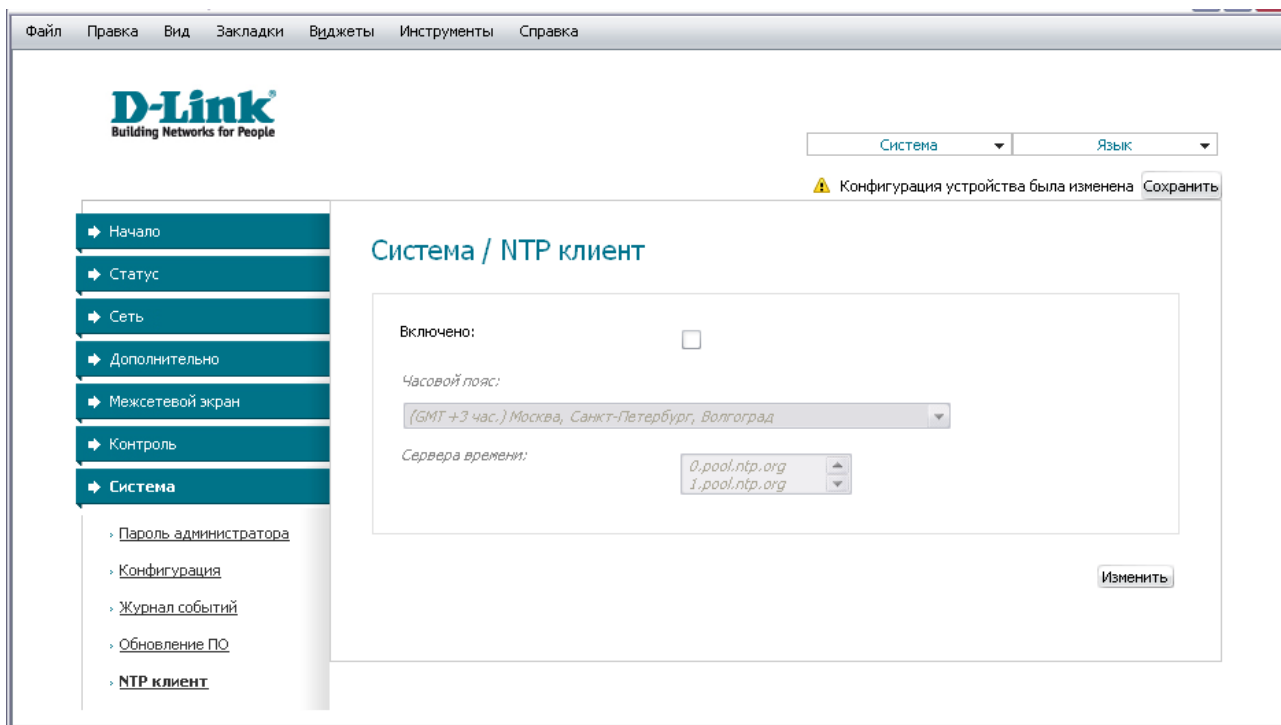 Файл Правка Вид Закладки Виджеты Инструменты Справка
D-Link®
Building Networks for People
Система Язык
Конфигурация устройства была изменена Сохранить
Начало
Статус
Сеть
Дополнительно
Межсетевой экран
Контроль
Система
Пароль администратора
Конфигурация
Журнал событий
Обновление ПО
NTP клиент
Система / NTP клиент
Включено:
Часовой пояс:
(GMT +3 час.) Москва, Санкт-Петербург, Волгоград
Сервера времени:
0.pool.ntp.org
1.pool.ntp.org
Изменить